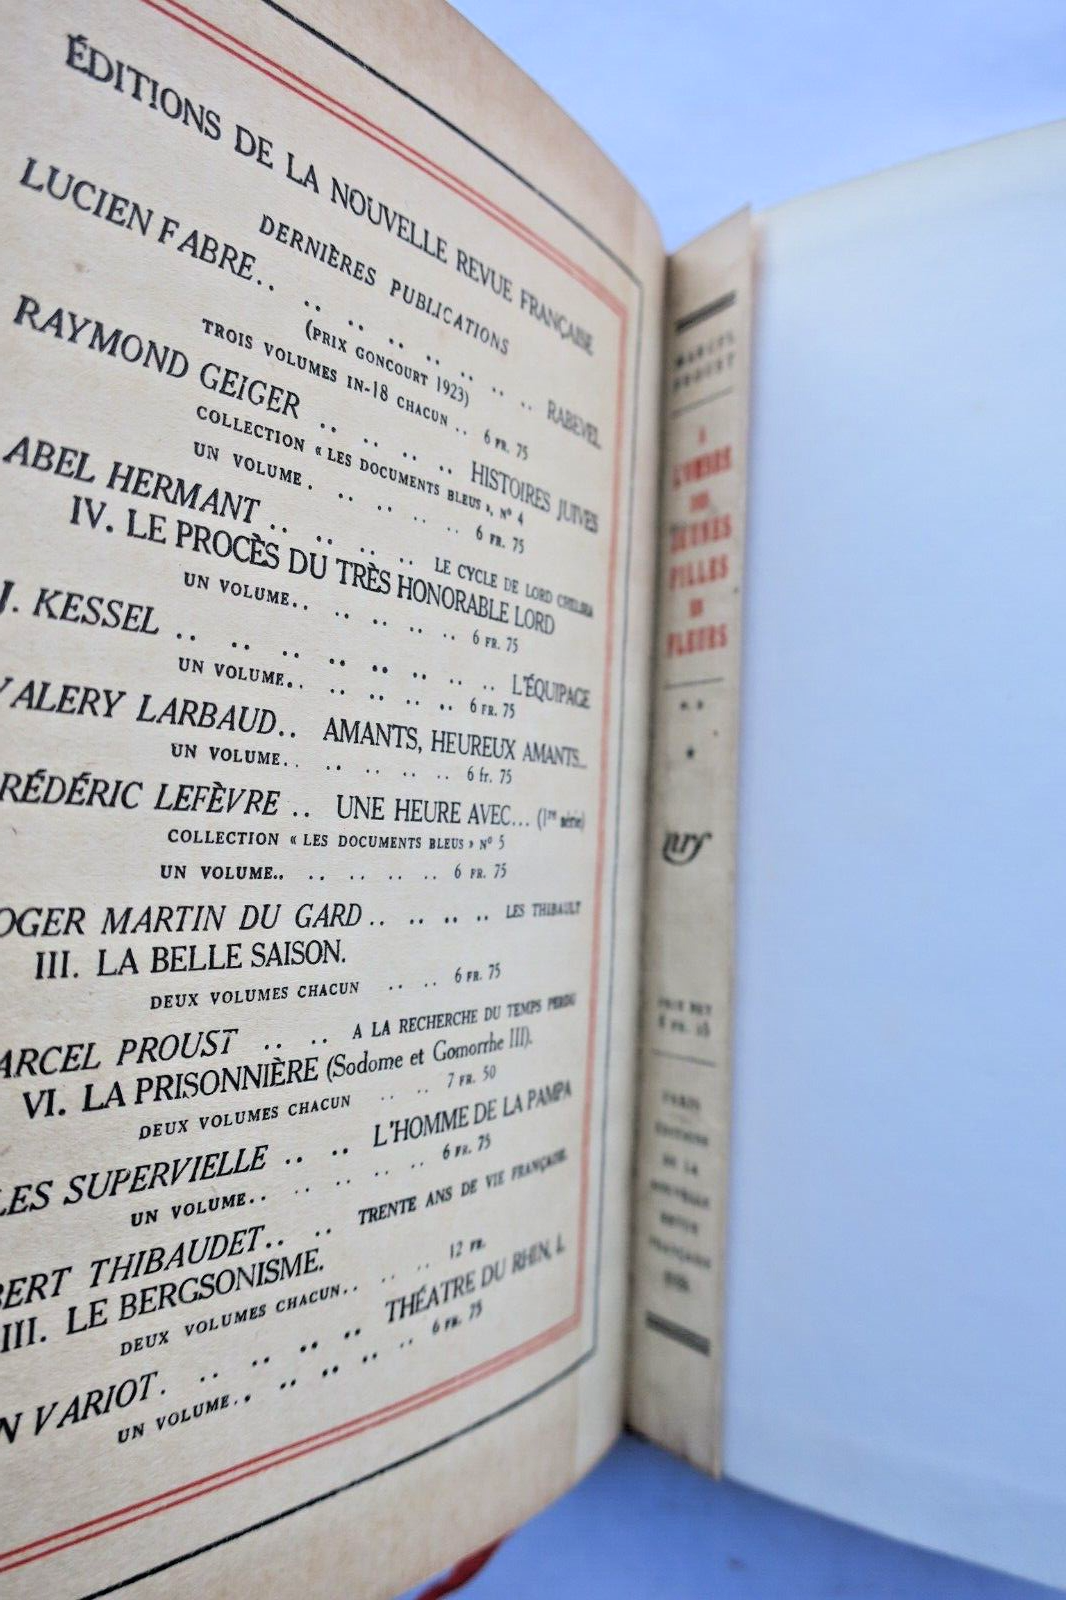 ÉDITIONS DE LA NOUVELLE REVUE FRANÇAISE
DERNIÈRES PUBLICATIONS
LUCIEN FABRE.. .. .. .. .. .. .. .. RABEVEL
(PRIX GONCOURT 1923)
TROIS VOLUMES IN-18 CHACUN .. 6 FR. 75
RAYMOND GEIGER .. .. .. .. HISTOIRES JUIVES
COLLECTION « LES DOCUMENTS BLEUS », Nº 4
UN VOLUME . .. .. .. .. 6 FR. 75
ABEL HERMANT .. .. .. .. .. LE CYCLE DE LORD CHELSEA
IV. LE PROCÈS DU TRÈS HONORABLE LORD
UN VOLUME.. .. .. .. .. 6 FR. 75
J. KESSEL .. .. .. .. .. .. .. .. L'ÉQUIPAGE
UN VOLUME.. .. .. .. .. 6 FR. 75
VALERY LARBAUD.. AMANTS, HEUREUX AMANTS...
UN VOLUME.. .. .. .. .. 6 fr. 75
RÉDÉRIC LEFÈVRE .. UNE HEURE AVEC... (1re série)
COLLECTION « LES DOCUMENTS BLEUS » Nº 5
UN VOLUME.. .. .. .. .. 6 FR. 75
OGER MARTIN DU GARD.. .. .. .. LES THIBAULT
III. LA BELLE SAISON.
DEUX VOLUMES CHACUN .. .. 6 FR. 75
ARCEL PROUST .. .. A LA RECHERCHE DU TEMPS PERDU
VI. LA PRISONNIÈRE (Sodome et Gomorrhe III).
DEUX VOLUMES CHACUN .. .. 7 FR. 50
LES SUPERVIELLE .. .. L'HOMME DE LA PAMPA
UN VOLUME.. .. .. .. 6 FR. 75
BERT THIBAUDET.. .. TRENTE ANS DE VIE FRANÇAISE.
III. LE BERGSONISME.
DEUX VOLUMES CHACUN.. .. .. 12 FR.
N VARIOT. .. .. .. .. THÉATRE DU RHIN, I.
UN VOLUME.. .. .. .. .. 6 FR. 75
MARCEL
PROUST
A
L'OMBRE
DES
JEUNES
FILLES
EN
FLEURS
nrf
PRIX NET
PARIS
ÉDITIONS
DE LA
NOUVELLE
REVUE
FRANÇAISE